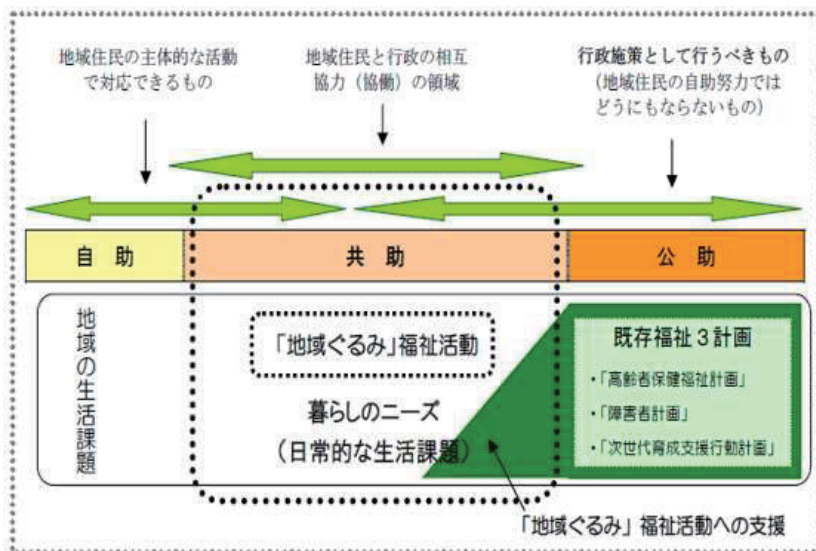 地域住民の主体的な活動
で対応できるもの
地域住民と行政の相互
協力（協働）の領域
行政施策として行うべきもの
（地域住民の自助努力では
どうにもならないもの）
自 助
共 助
公 助
地域の生活課題
「地域ぐるみ」福祉活動
暮らしのニーズ
（日常的な生活課題）
既存福祉３計画
・「高齢者保健福祉計画」
・「障害者計画」
・「次世代育成支援行動計画」
「地域ぐるみ」福祉活動への支援